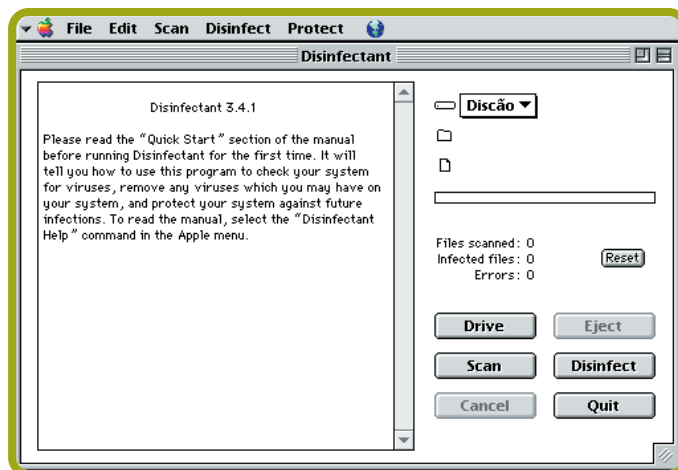 File Edit Scan Disinfect Protect
Disinfectant
Disinfectant 3.4.1
Please read the “Quick Start” section of the manual
before running Disinfectant for the first time. It will
tell you how to use this program to check your system
for viruses, remove any viruses which you may have on
your system, and protect your system against future
infections. To read the manual, select the “Disinfectant
Help” command in the Apple menu.
Discão
Files scanned: 0
Infected files: 0
Errors: 0
Reset
Drive Eject
Scan Disinfect
Cancel Quit